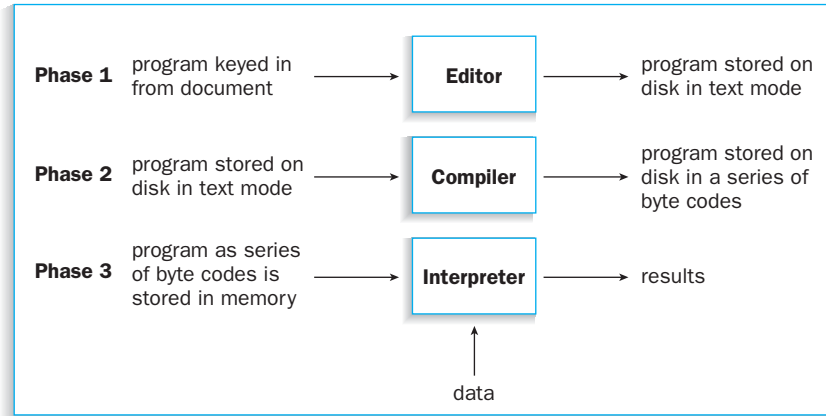 Phase 1
program keyed in
from document
Editor
program stored on
disk in text mode
Phase 2
program stored on
disk in text mode
Compiler
program stored on
disk in a series of
byte codes
Phase 3
program as series
of byte codes is
stored in memory
Interpreter
results
data